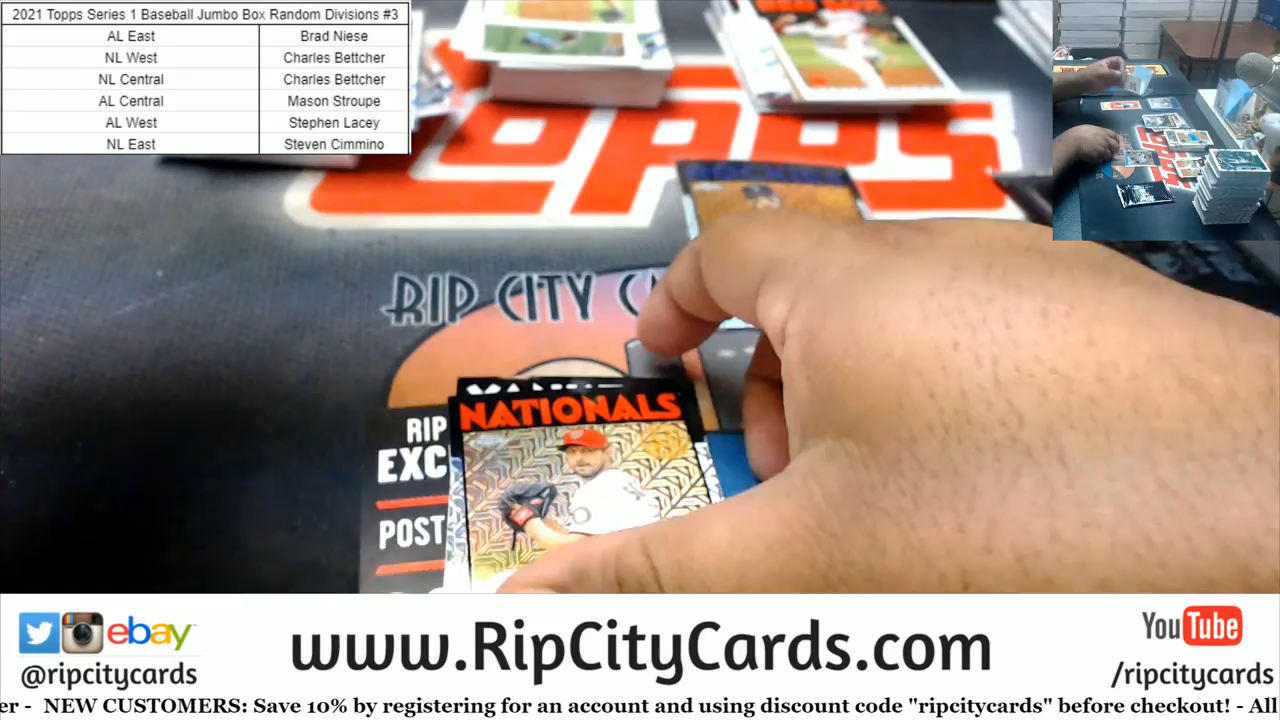 2021 Topps Series 1 Baseball Jumbo Box Random Divisions #3
AL East Brad Niese
NL West Charles Bettcher
NL Central Charles Bettcher
AL Central Mason Stroupe
AL West Stephen Lacey
NL East Steven Cimmino
RED SOX
Topps
RIP CITY C
NATIONALS
RIP
EXC
POST
ebay
@ripcitycards
www.RipCityCards.com
YouTube
/ripcitycards
er - NEW CUSTOMERS: Save 10% by registering for an account and using discount code "ripcitycards" before checkout! - All